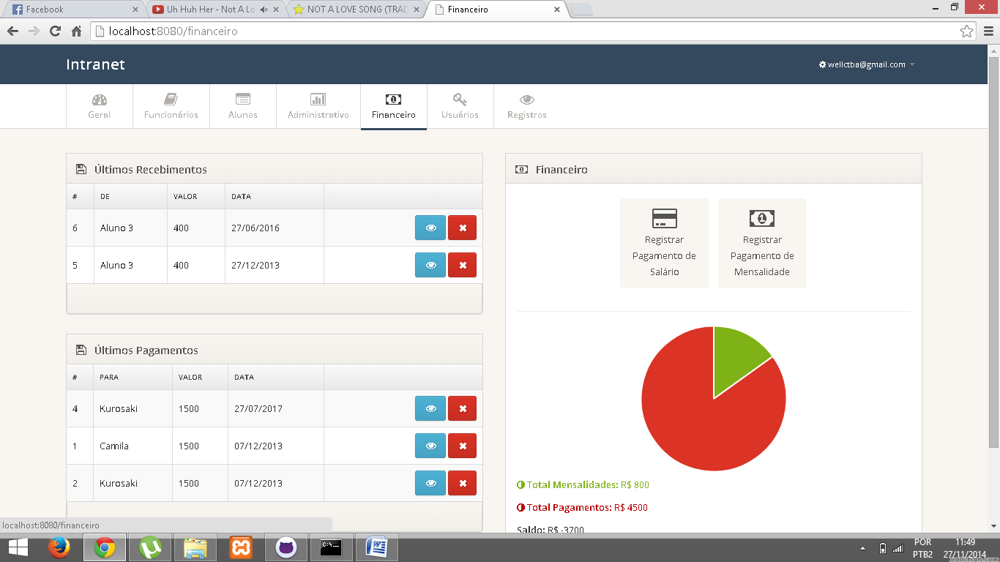 Facebook
Uh Huh Her - Not A Lo
NOT A LOVE SONG (TRAD
Financeiro
localhost:8080/financeiro
Intranet
wellctba@gmail.com
Geral
Funcionários
Alunos
Administrativo
Financeiro
Usuários
Registros
Últimos Recebimentos
# DE VALOR DATA
6 Aluno 3 400 27/06/2016
5 Aluno 3 400 27/12/2013
Últimos Pagamentos
# PARA VALOR DATA
4 Kurosaki 1500 27/07/2017
1 Camila 1500 07/12/2013
2 Kurosaki 1500 07/12/2013
Financeiro
Registrar
Pagamento de
Salário
Registrar
Pagamento de
Mensalidade
Total Mensalidades: R$ 800
Total Pagamentos: R$ 4500
Saldo: R$ -3700
localhost:8080/financeiro
POR
PTB2
11:49
27/11/2014